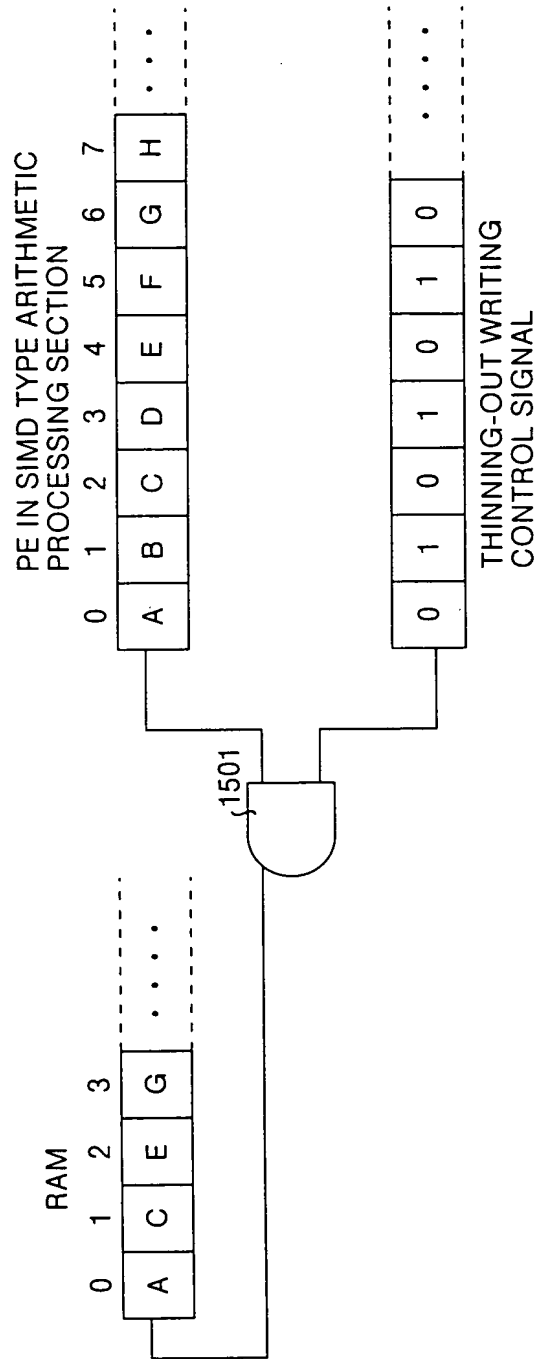 PE IN SIMD TYPE ARITHMETIC
PROCESSING SECTION
0 1 2 3 4 5 6 7
A B C D E F G H ....
RAM
0 1 2 3
A C E G ....
1501
0 1 0 1 0 1 0 ....
THINNING-OUT WRITING
CONTROL SIGNAL